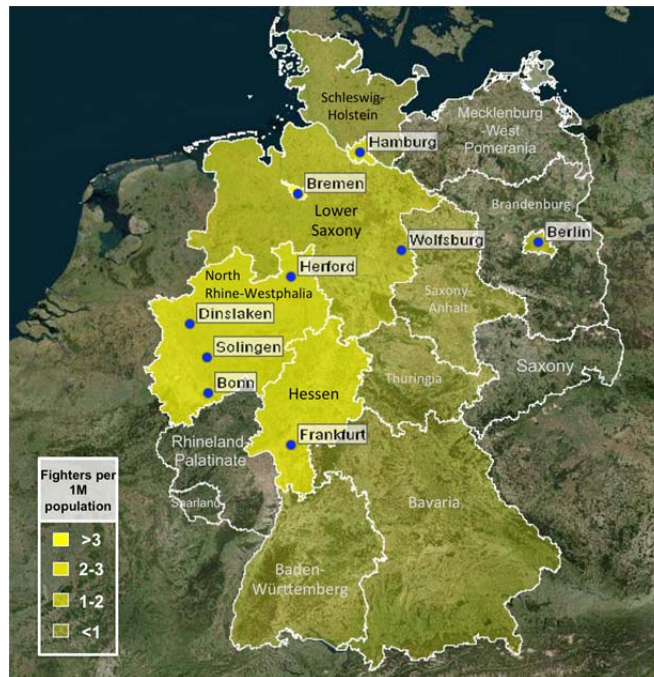 Schleswig-
Holstein
Mecklenburg
-West
Pomerania
Hamburg
Bremen
Lower
Saxony
Brandenburg
Berlin
Wolfsburg
North
Rhine-Westphalia
Herford
Saxony-
Anhalt
Dinslaken
Solingen
Bonn
Hessen
Thuringia
Saxony
Frankfurt
Rhineland-
Palatinate
Saarland
Bavaria
Baden-
Württemberg
Fighters per
1M
population
>3
2-3
1-2
<1